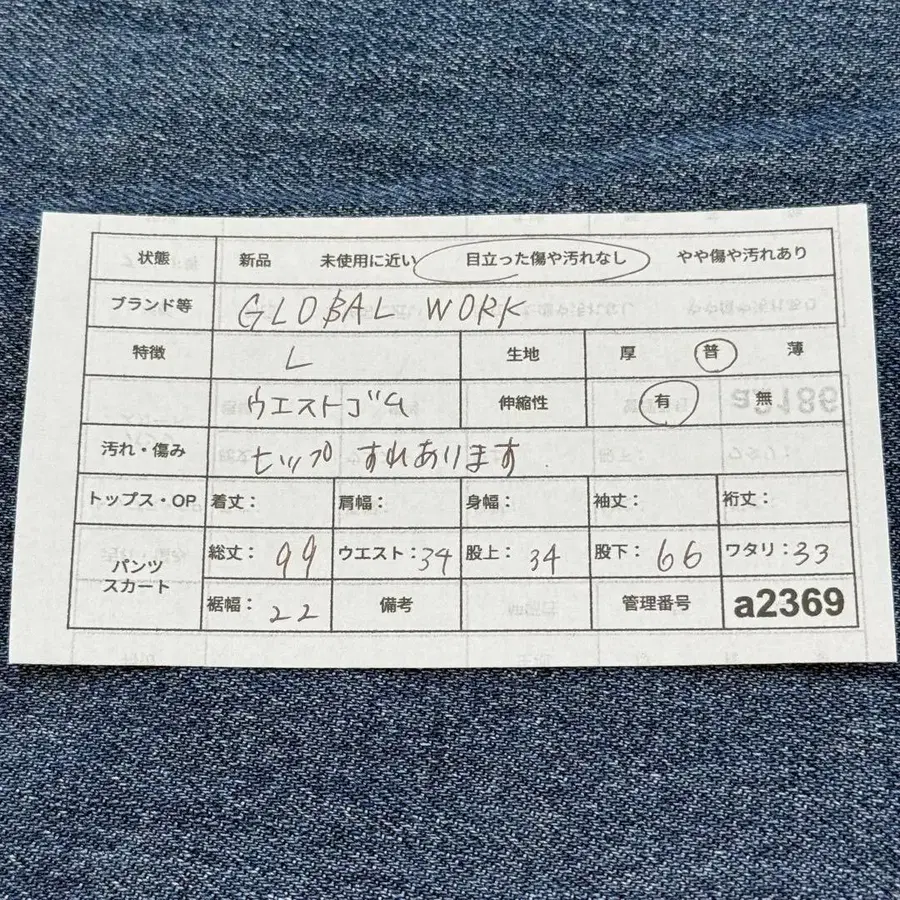 状態 新品 未使用に近い 目立った傷や汚れなし やや傷や汚れあり
ブランド等 GLOBAL WORK
特徴 L 生地 厚 普 薄
ウエストゴム 伸縮性 有 無
汚れ・傷み ヒップ すれあります
トップス・OP 着丈: 肩幅: 身幅: 袖丈: 裄丈:
パンツ スカート 総丈: 99 ウエスト: 34 股上: 34 股下: 66 ワタリ: 33
裾幅: 22 備考 管理番号 a2369